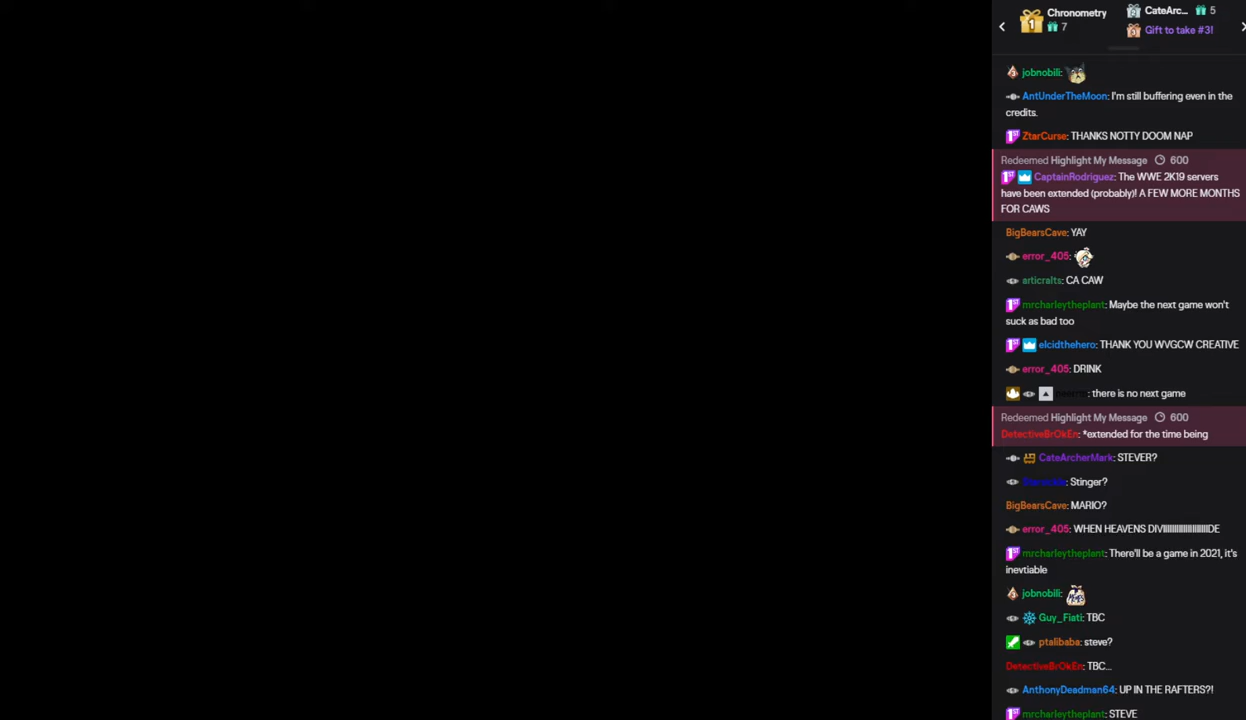 Chronometry
7
CateArc... 5
Gift to take #3!
jobnobili:
AntUnderTheMoon: I'm still buffering even in the
credits.
ZtarCurse: THANKS NOTTY DOOM NAP
Redeemed Highlight My Message 600
CaptainRodriguez: The WWE 2K19 servers
have been extended (probably)! A FEW MORE MONTHS
FOR CAWS
BigBearsCave: YAY
error_405:
articralts: CA CAW
mrcharleytheplant: Maybe the next game won't
suck as bad too
elcidthehero: THANK YOU WVGCW CREATIVE
error_405: DRINK
: there is no next game
Redeemed Highlight My Message 600
DetectiveBrOkEn: *extended for the time being
CateArcherMark: STEVER?
: Stinger?
BigBearsCave: MARIO?
error_405: WHEN HEAVENS DIVIIIIIIIIIIIIIIIIIIIIIDE
mrcharleytheplant: There'll be a game in 2021, it's
inevtiable
jobnobili:
Guy_Fiati: TBC
ptalibaba: steve?
DetectiveBrOkEn: TBC...
AnthonyDeadman64: UP IN THE RAFTERS?!
mrcharleytheplant: STEVE